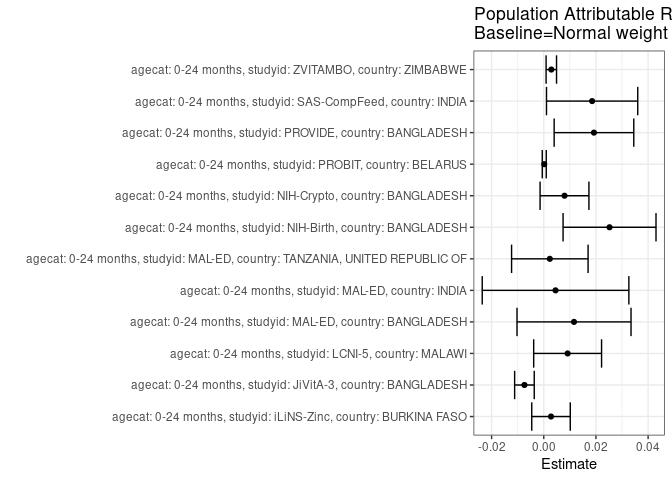 Population Attributable R
Baseline=Normal weight
agecat: 0-24 months, studyid: ZVITAMBO, country: ZIMBABWE
agecat: 0-24 months, studyid: SAS-CompFeed, country: INDIA
agecat: 0-24 months, studyid: PROVIDE, country: BANGLADESH
agecat: 0-24 months, studyid: PROBIT, country: BELARUS
agecat: 0-24 months, studyid: NIH-Crypto, country: BANGLADESH
agecat: 0-24 months, studyid: NIH-Birth, country: BANGLADESH
agecat: 0-24 months, studyid: MAL-ED, country: TANZANIA, UNITED REPUBLIC OF
agecat: 0-24 months, studyid: MAL-ED, country: INDIA
agecat: 0-24 months, studyid: MAL-ED, country: BANGLADESH
agecat: 0-24 months, studyid: LCNI-5, country: MALAWI
agecat: 0-24 months, studyid: JiVitA-3, country: BANGLADESH
agecat: 0-24 months, studyid: iLiNS-Zinc, country: BURKINA FASO
-0.02 0.00 0.02 0.04
Estimate